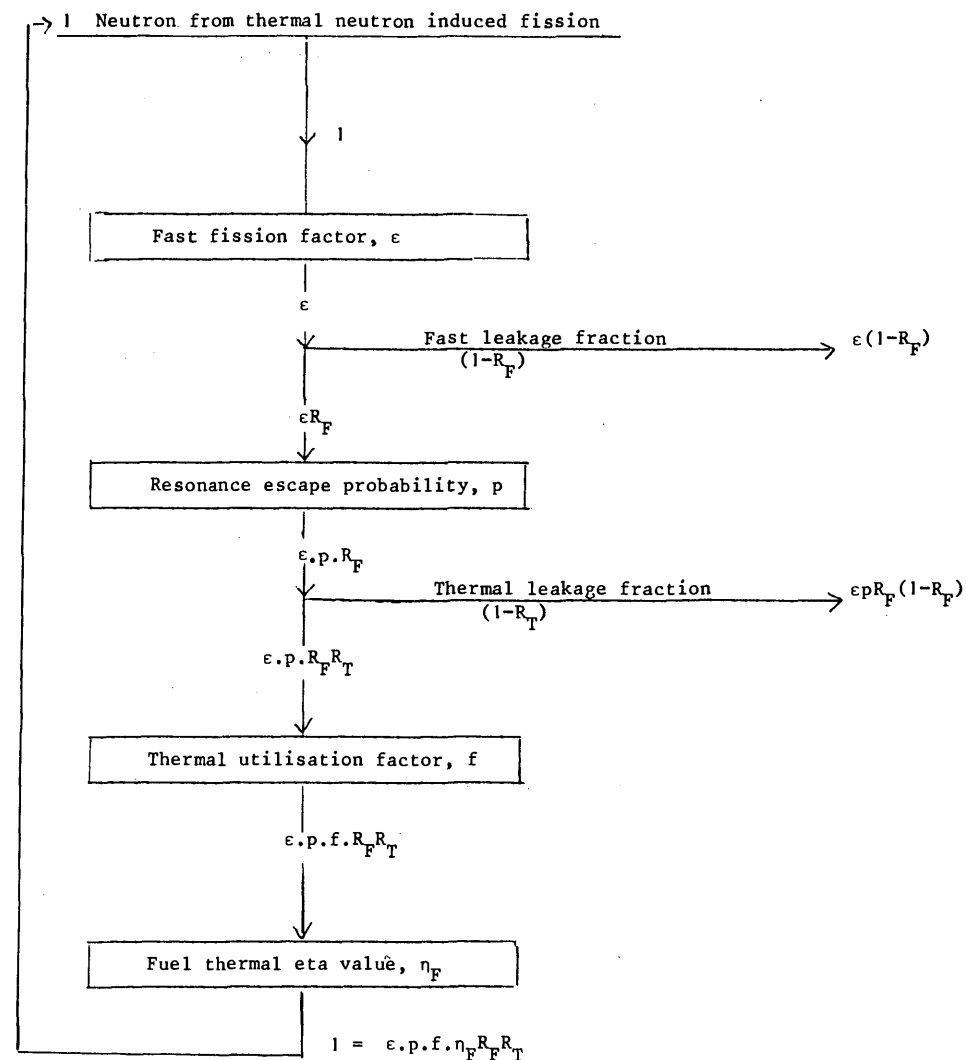 1 Neutron from thermal neutron induced fission
1
Fast fission factor, ε
ε
Fast leakage fraction
(1-R_F)
ε(1-R_F)
εR_F
Resonance escape probability, p
ε.p.R_F
Thermal leakage fraction
(1-R_T)
εpR_F(1-R_F)
ε.p.R_FR_T
Thermal utilisation factor, f
ε.p.f.R_FR_T
Fuel thermal eta value, η_F
1 = ε.p.f.η_FR_FR_T